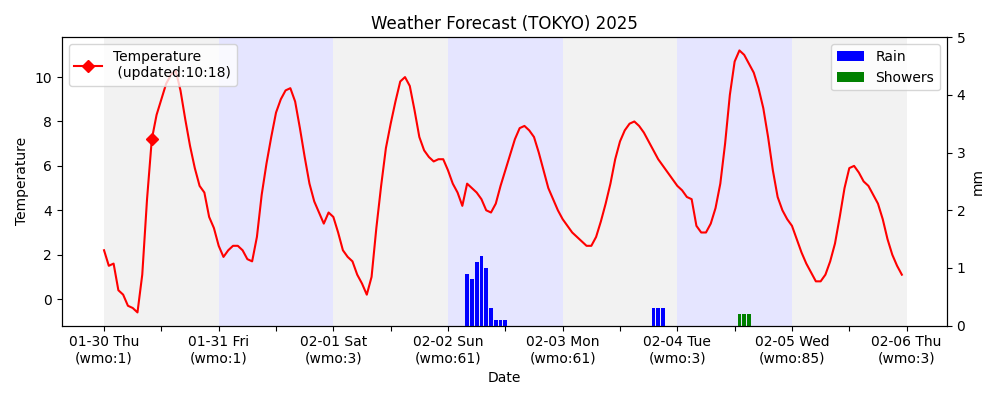 Weather Forecast (TOKYO) 2025
Temperature
(updated:10:18)
Rain
Showers
Temperature
10
8
6
4
2
0
5
4
3
2
1
0
mm
01-30 Thu
(wmo:1)
01-31 Fri
(wmo:1)
02-01 Sat
(wmo:3)
02-02 Sun
(wmo:61)
02-03 Mon
(wmo:61)
02-04 Tue
(wmo:3)
02-05 Wed
(wmo:85)
02-06 Thu
(wmo:3)
Date